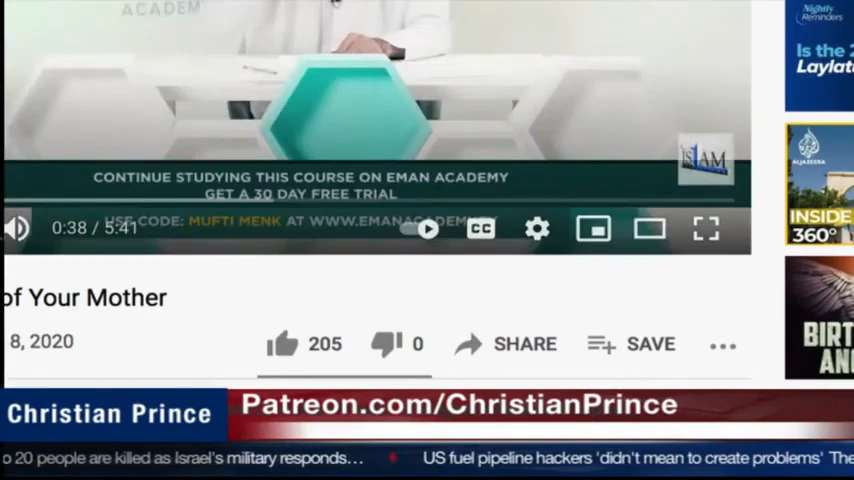 ACADEM
Nightly
Reminders
Is the 2
Laylat
ISLAM
CONTINUE STUDYING THIS COURSE ON EMAN ACADEMY
GET A 30 DAY FREE TRIAL
USE CODE: MUFTI MENK AT WWW.EMANACADEMY
0:38 / 5:41
CC
ALJAZEERA
INSIDE
360°
of Your Mother
8, 2020
205
0
SHARE
SAVE
BIRT
AN
Christian Prince
Patreon.com/ChristianPrince
o 20 people are killed as Israel's military responds...
US fuel pipeline hackers 'didn't mean to create problems' The